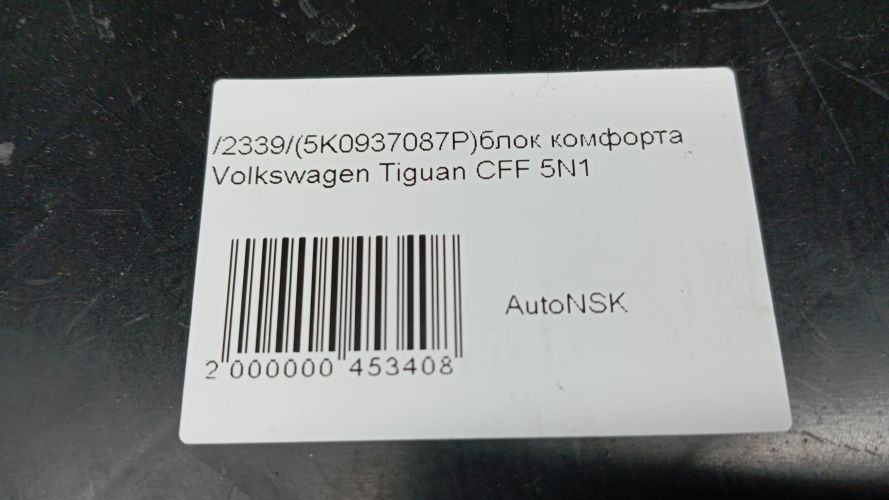 /2339/(5K0937087P)блок комфорта
Volkswagen Tiguan CFF 5N1
AutoNSK
2 000000 453408